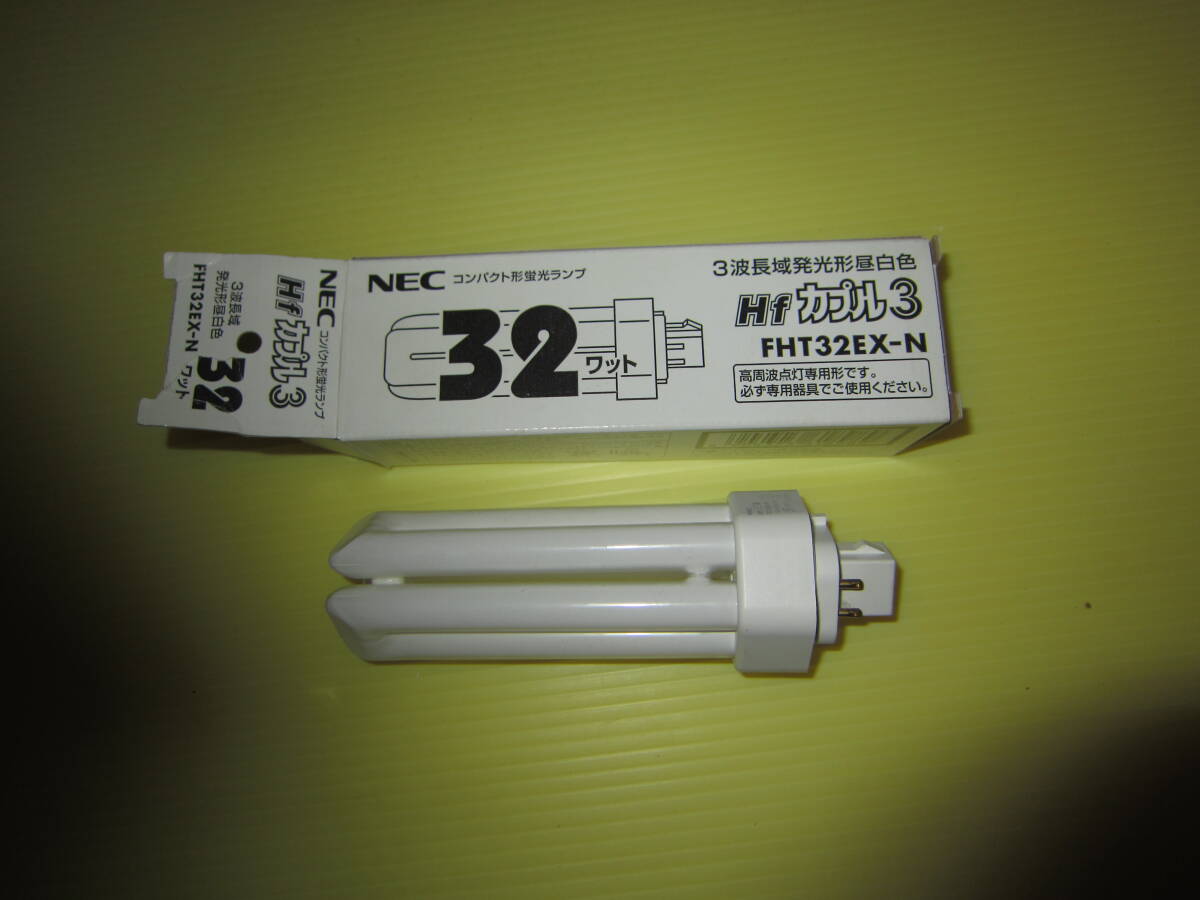 NEC コンパクト形蛍光ランプ
32ワット
3波長域発光形昼白色
Hf カプル3
FHT32EX-N
高周波点灯専用形です。
必ず専用器具でご使用ください。
NEC コンパクト形蛍光ランプ
Hf カプル3
3波長域
発光形昼白色
FHT32EX-N
32
ワット